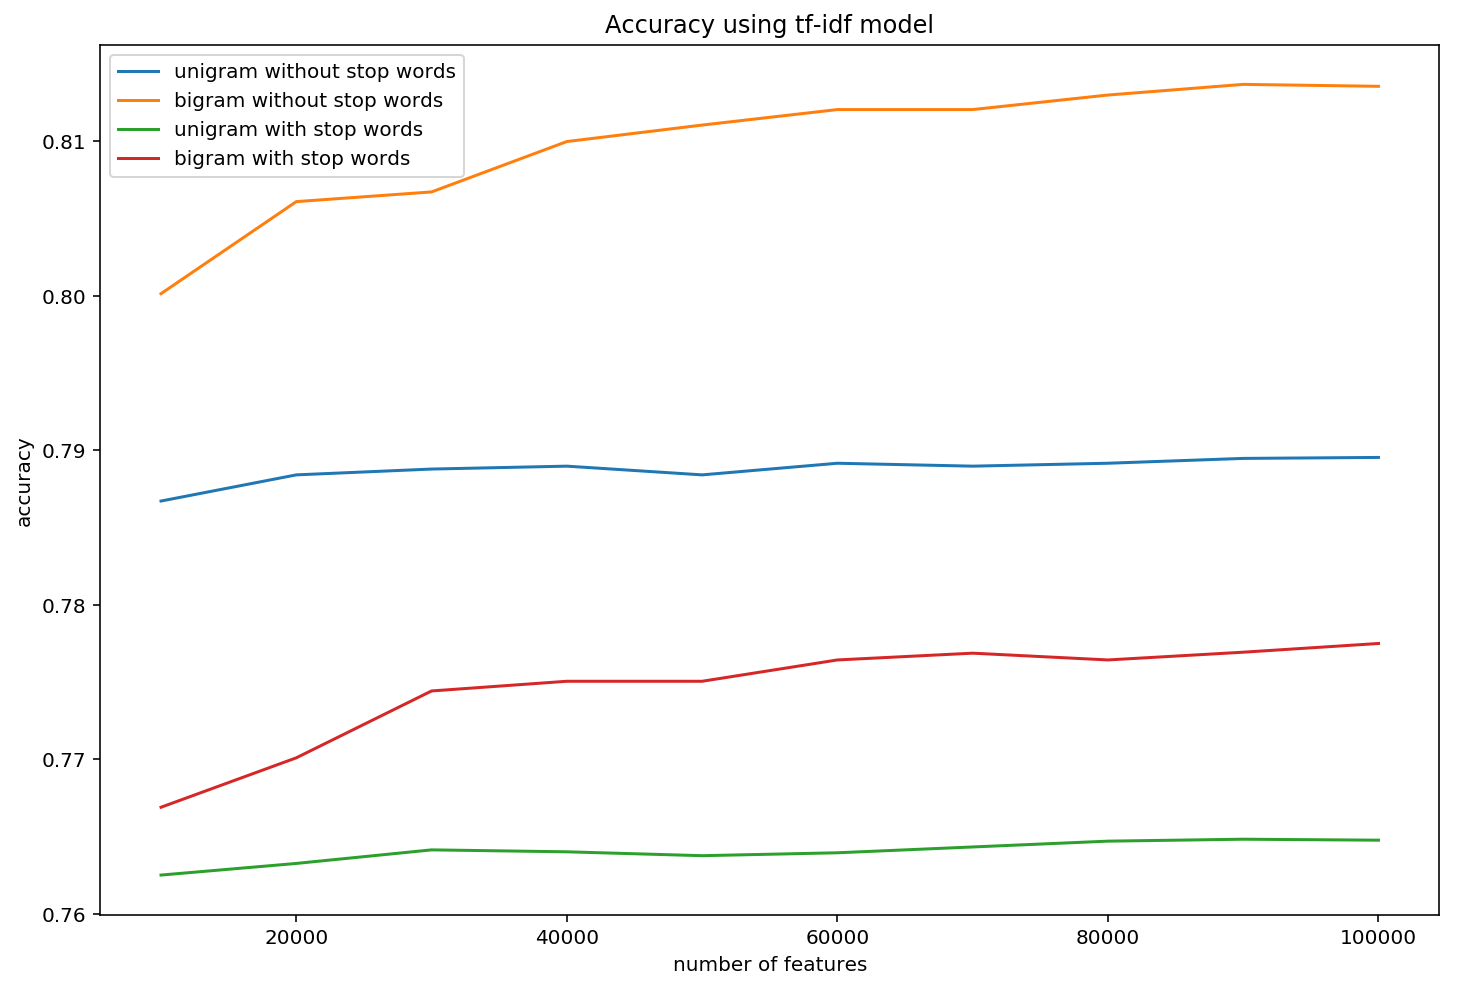 Accuracy using tf-idf model
unigram without stop words
bigram without stop words
unigram with stop words
bigram with stop words
0.81
0.80
0.79
0.78
0.77
0.76
accuracy
20000
40000
60000
80000
100000
number of features